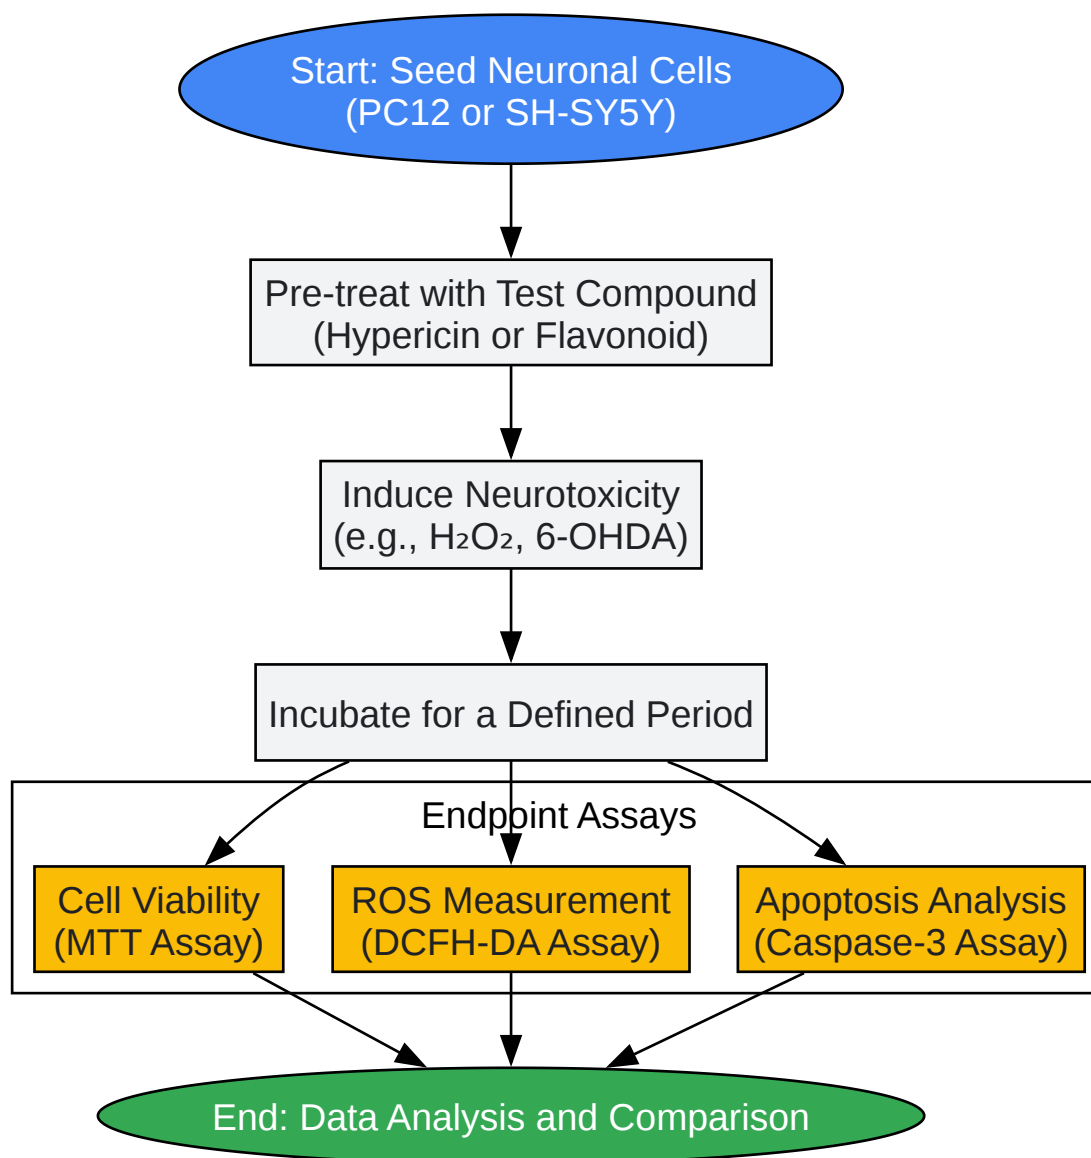 Start: Seed Neuronal Cells
(PC12 or SH-SY5Y)
Pre-treat with Test Compound
(Hypericin or Flavonoid)
Induce Neurotoxicity
(e.g., H₂O₂, 6-OHDA)
Incubate for a Defined Period
Endpoint Assays
Cell Viability
(MTT Assay)
ROS Measurement
(DCFH-DA Assay)
Apoptosis Analysis
(Caspase-3 Assay)
End: Data Analysis and Comparison